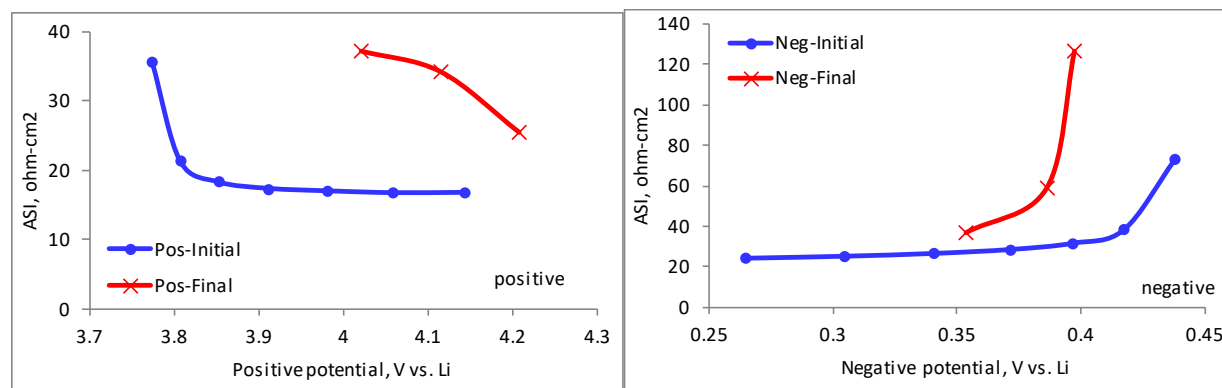 40
30
20
10
0
ASI, ohm-cm2
Pos-Initial
Pos-Final
positive
3.7 3.8 3.9 4 4.1 4.2 4.3
Positive potential, V vs. Li
140
120
100
80
60
40
20
0
ASI, ohm-cm2
Neg-Initial
Neg-Final
negative
0.25 0.3 0.35 0.4 0.45
Negative potential, V vs. Li